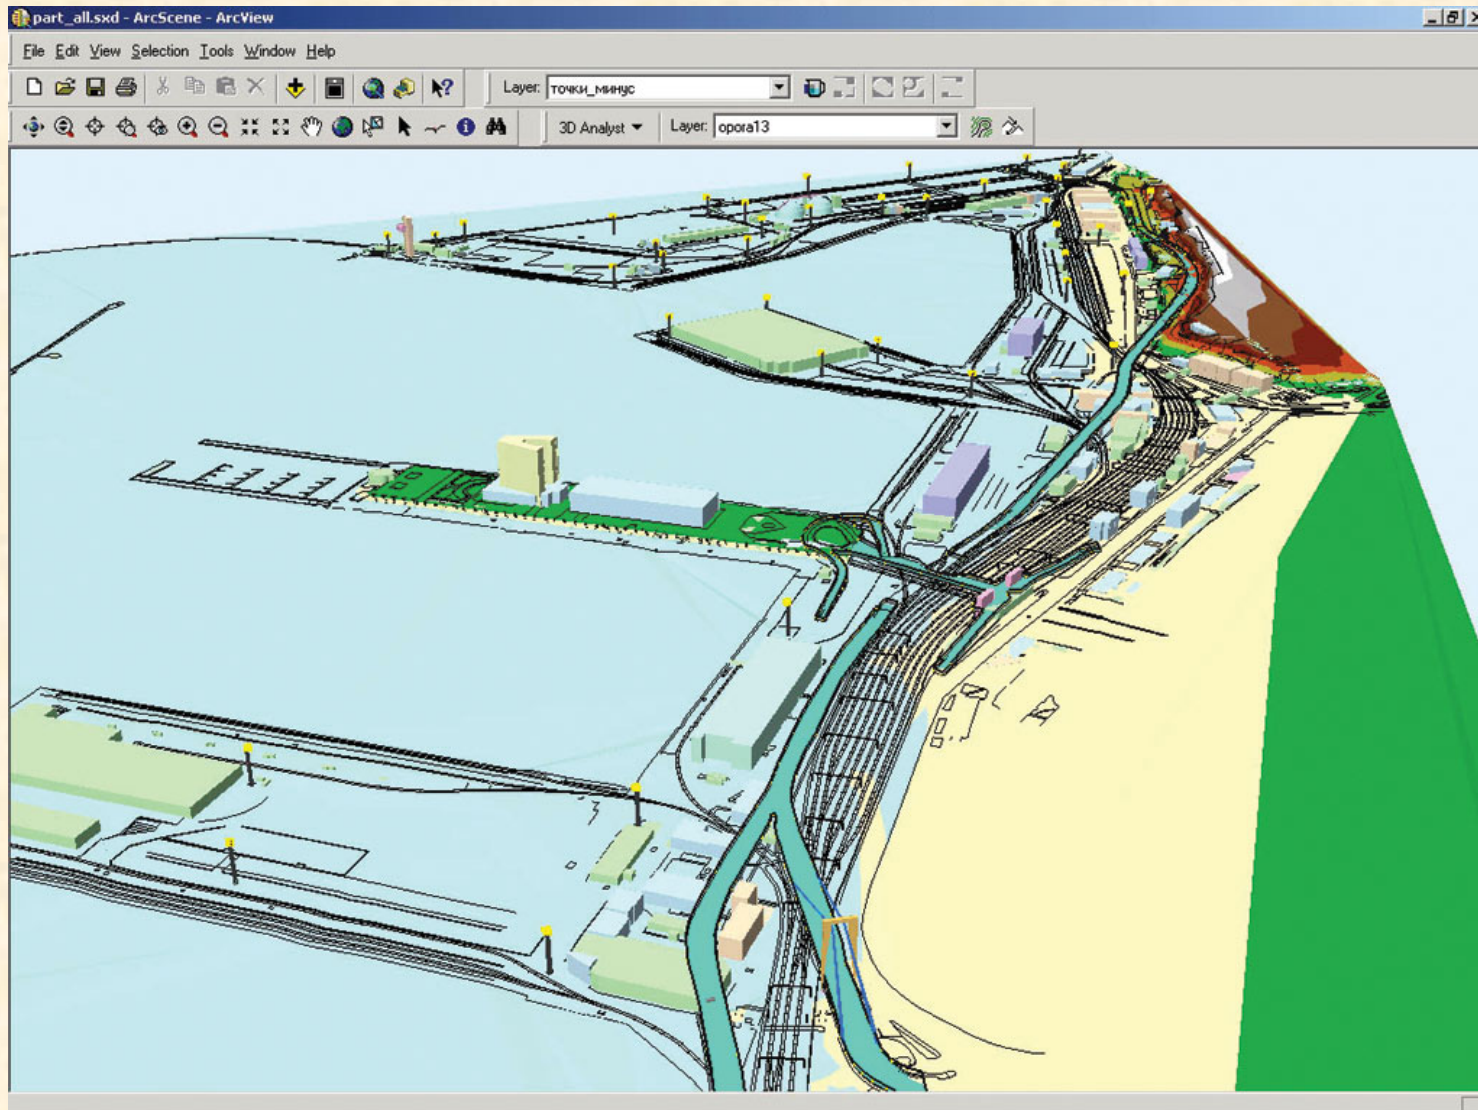 part_all.sxd - ArcScene - ArcView
File Edit View Selection Tools Window Help
Layer: точки_минус
3D Analyst Layer: opora13